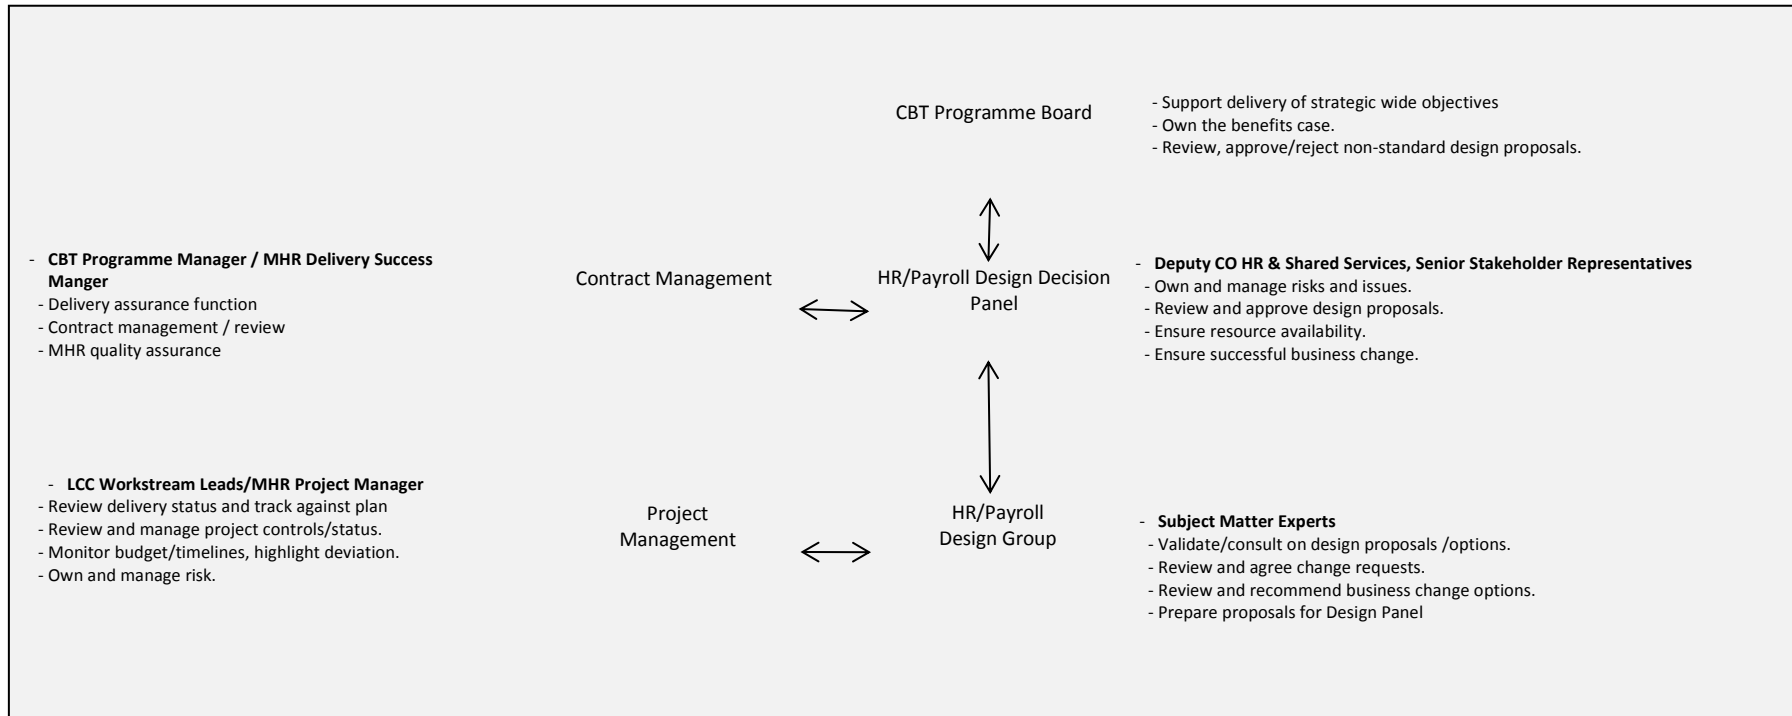 CBT Programme Board
- Support delivery of strategic wide objectives
- Own the benefits case.
- Review, approve/reject non-standard design proposals.
- CBT Programme Manager / MHR Delivery Success
Manger
- Delivery assurance function
- Contract management / review
- MHR quality assurance
Contract Management
HR/Payroll Design Decision
Panel
- Deputy CO HR & Shared Services, Senior Stakeholder Representatives
- Own and manage risks and issues.
- Review and approve design proposals.
- Ensure resource availability.
- Ensure successful business change.
- LCC Workstream Leads/MHR Project Manager
- Review delivery status and track against plan
- Review and manage project controls/status.
- Monitor budget/timelines, highlight deviation.
- Own and manage risk.
Project
Management
HR/Payroll
Design Group
- Subject Matter Experts
- Validate/consult on design proposals /options.
- Review and agree change requests.
- Review and recommend business change options.
- Prepare proposals for Design Panel